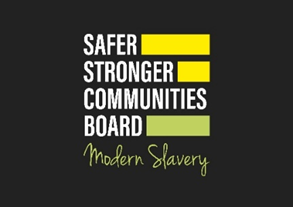 SAFER
STRONGER
COMMUNITIES
BOARD
Modern Slavery